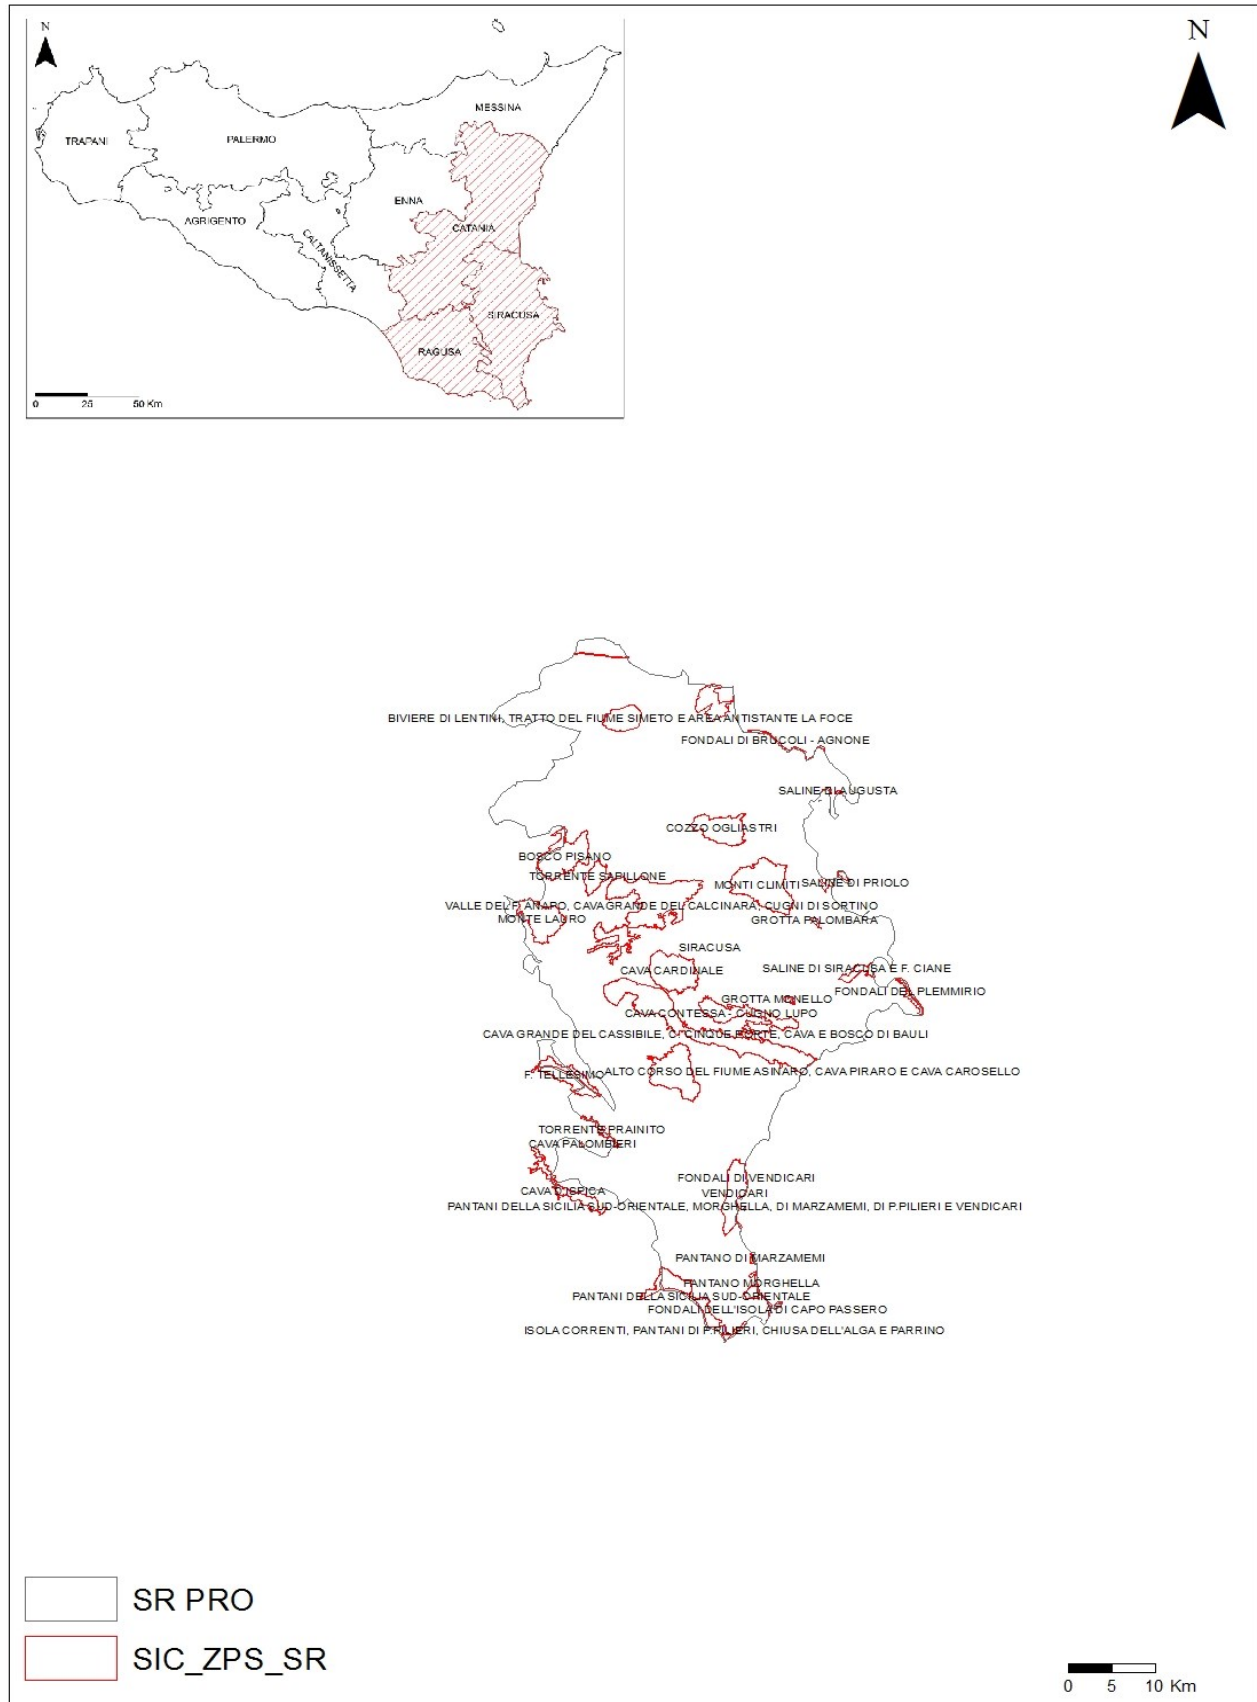 N
N
MESSINA
TRAPANI
PALERMO
ENNA
AGRIGENTO
CATANIA
CALTANISSETTA
SIRACUSA
RAGUSA
0 25 50 Km
BIVIERE DI LENTINI, TRATTO DEL FIUME SIMETO E AREA ANTISTANTE LA FOCE
FONDALI DI BRUCOLI - AGNONE
SALINE DI AUGUSTA
COZZO OGLIASTRI
BOSCO PISANO
TORRENTE SAPILLONE
MONTI CLIMITI
SALINE DI PRIOLO
VALLE DEL F. ANAPO, CAVAGRANDE DEL CALCINARA, CUGNI DI SORTINO
MONTE LAURO
GROTTA PALOMBARA
SIRACUSA
CAVA CARDINALE
SALINE DI SIRACUSA E F. CIANE
FONDALI DEL PLEMMIRIO
GROTTA MONELLO
CAVA CONTESSA - CUGNO LUPO
CAVA GRANDE DEL CASSIBILE, C. CINQUE PORTE, CAVA E BOSCO DI BAULI
F. TELLESIMO
ALTO CORSO DEL FIUME ASINARO, CAVA PIRARO E CAVA CAROSELLO
TORRENTE PRAINITO
CAVA PALOMBIERI
FONDALI DI VENDICARI
CAVA D'ISPICA
VENDICARI
PANTANI DELLA SICILIA SUD-ORIENTALE, MORGHELLA, DI MARZAMEMI, DI P.PILIERI E VENDICARI
PANTANO DI MARZAMEMI
PANTANO MORGHELLA
PANTANI DELLA SICILIA SUD-ORIENTALE
FONDALI DELL'ISOLA DI CAPO PASSERO
ISOLA CORRENTI, PANTANI DI P.PILIERI, CHIUSA DELL'ALGA E PARRINO
SR PRO
SIC_ZPS_SR
0 5 10 Km